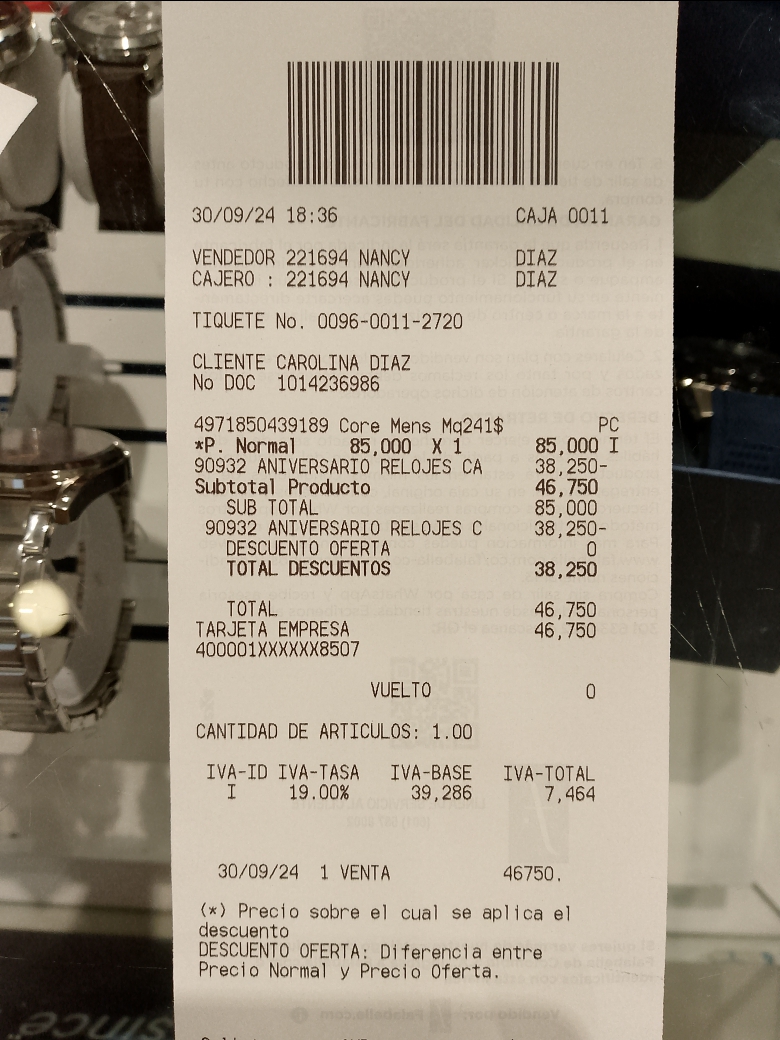 30/09/24 18:36 CAJA 0011
VENDEDOR 221694 NANCY DIAZ
CAJERO : 221694 NANCY DIAZ
TIQUETE No. 0096-0011-2720
CLIENTE CAROLINA DIAZ
No DOC 1014236986
4971850439189 Core Mens Mq241$ PC
*P. Normal 85,000 X 1 85,000 I
90932 ANIVERSARIO RELOJES CA 38,250-
Subtotal Producto 46,750
SUB TOTAL 85,000
90932 ANIVERSARIO RELOJES C 38,250-
DESCUENTO OFERTA 0
TOTAL DESCUENTOS 38,250
TOTAL 46,750
TARJETA EMPRESA 46,750
400001XXXXXX8507
VUELTO 0
CANTIDAD DE ARTICULOS: 1.00
IVA-ID IVA-TASA IVA-BASE IVA-TOTAL
I 19.00% 39,286 7,464
30/09/24 1 VENTA 46750.
(*) Precio sobre el cual se aplica el
descuento
DESCUENTO OFERTA: Diferencia entre
Precio Normal y Precio Oferta.
since